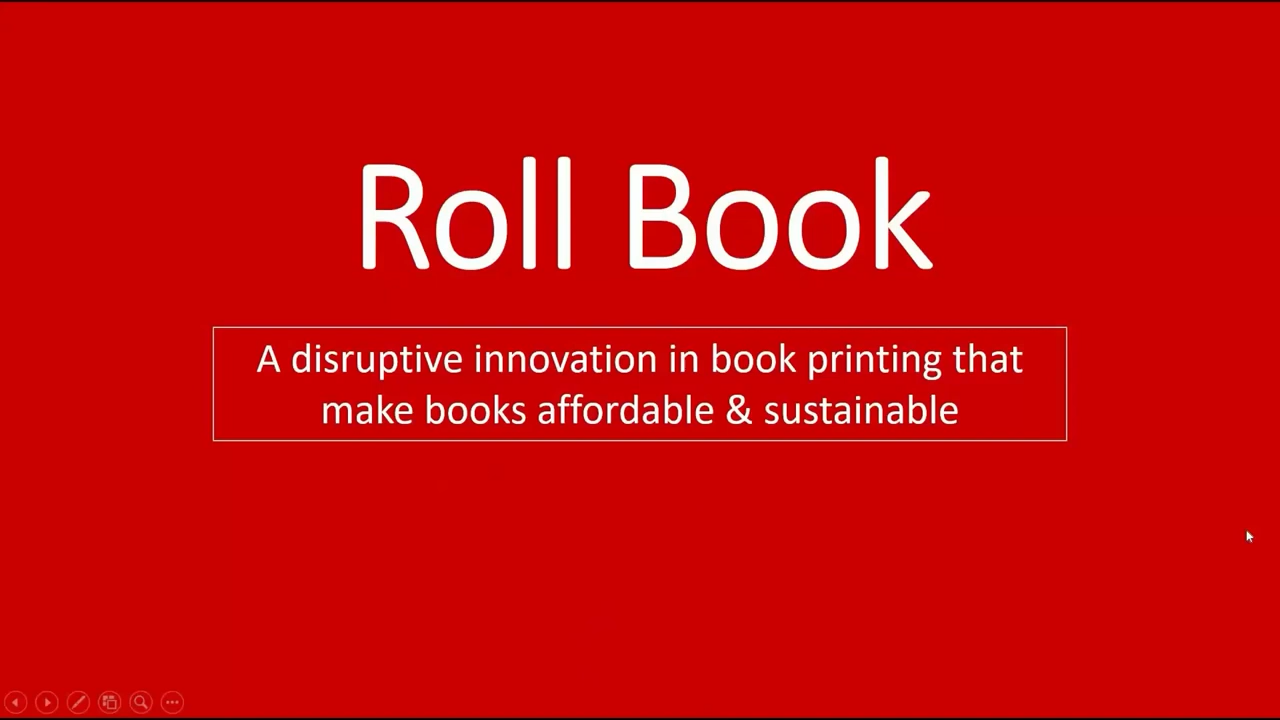 Roll Book
A disruptive innovation in book printing that
make books affordable & sustainable